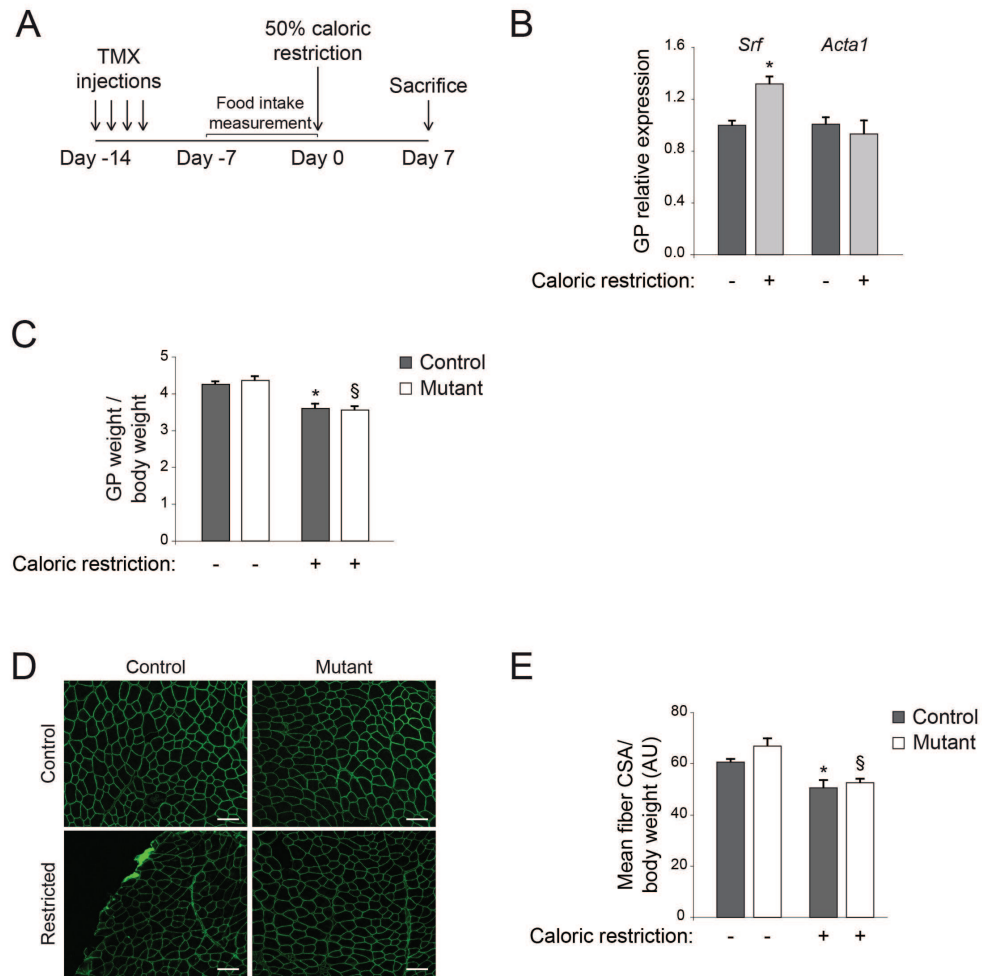 A
TMX
injections
50% caloric
restriction
Food intake
measurement
Sacrifice
Day -14
Day -7
Day 0
Day 7
B
Srf
Acta1
*
GP relative expression
1.6
1.2
0.8
0.4
0.0
Caloric restriction: - + - +
C
GP weight /
body weight
5
4
3
2
1
0
* §
Control
Mutant
Caloric restriction: - - + +
D
Control Mutant
Control
Restricted
E
Mean fiber CSA/
body weight (AU)
80
60
40
20
0
* §
Control
Mutant
Caloric restriction: - - + +